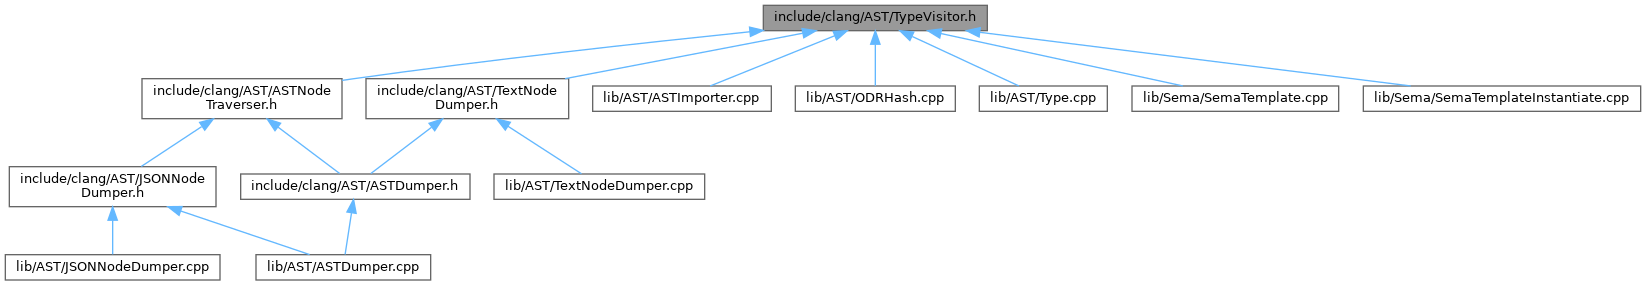 include/clang/AST/TypeVisitor.h
include/clang/AST/ASTNode
Traverser.h
include/clang/AST/TextNode
Dumper.h
lib/AST/ASTImporter.cpp
lib/AST/ODRHash.cpp
lib/AST/Type.cpp
lib/Sema/SemaTemplate.cpp
lib/Sema/SemaTemplateInstantiate.cpp
include/clang/AST/JSONNode
Dumper.h
include/clang/AST/ASTDumper.h
lib/AST/TextNodeDumper.cpp
lib/AST/JSONNodeDumper.cpp
lib/AST/ASTDumper.cpp